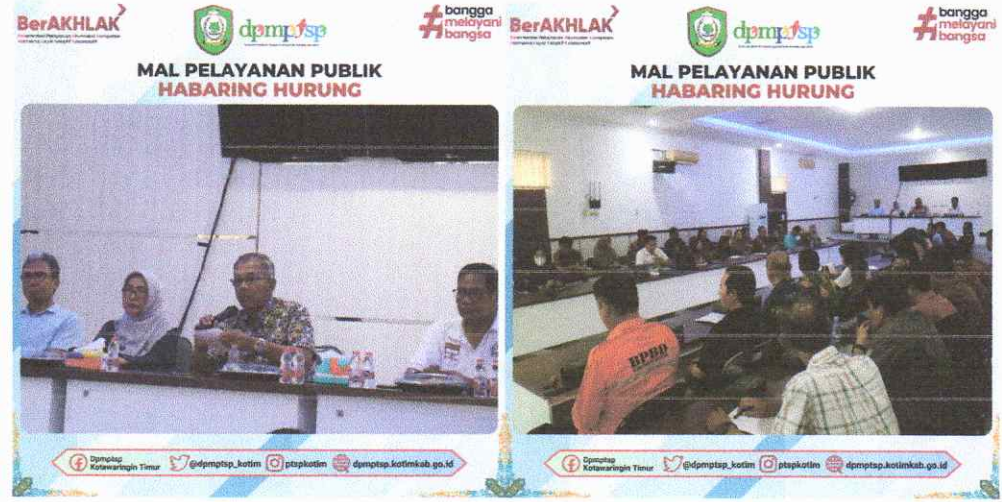 BerAKHLAK
dpmptsp
#bangga
melayani
bangsa
MAL PELAYANAN PUBLIK
HABARING HURUNG
Dpmptsp
Kotawaringin Timur
@dpmptsp_kotim
ptspkotim
dpmptsp.kotimkab.go.id
BerAKHLAK
dpmptsp
#bangga
melayani
bangsa
MAL PELAYANAN PUBLIK
HABARING HURUNG
BPBD
Dpmptsp
Kotawaringin Timur
@dpmptsp_kotim
ptspkotim
dpmptsp.kotimkab.go.id